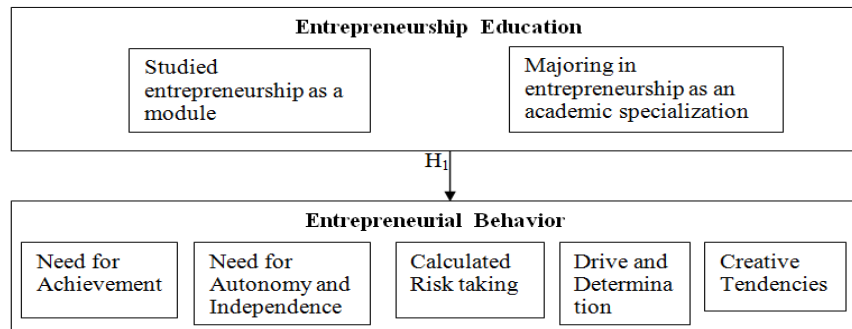 Entrepreneurship Education
Studied
entrepreneurship as a
module
Majoring in
entrepreneurship as an
academic specialization
H₁
Entrepreneurial Behavior
Need for
Achievement
Need for
Autonomy and
Independence
Calculated
Risk taking
Drive and
Determina
tion
Creative
Tendencies